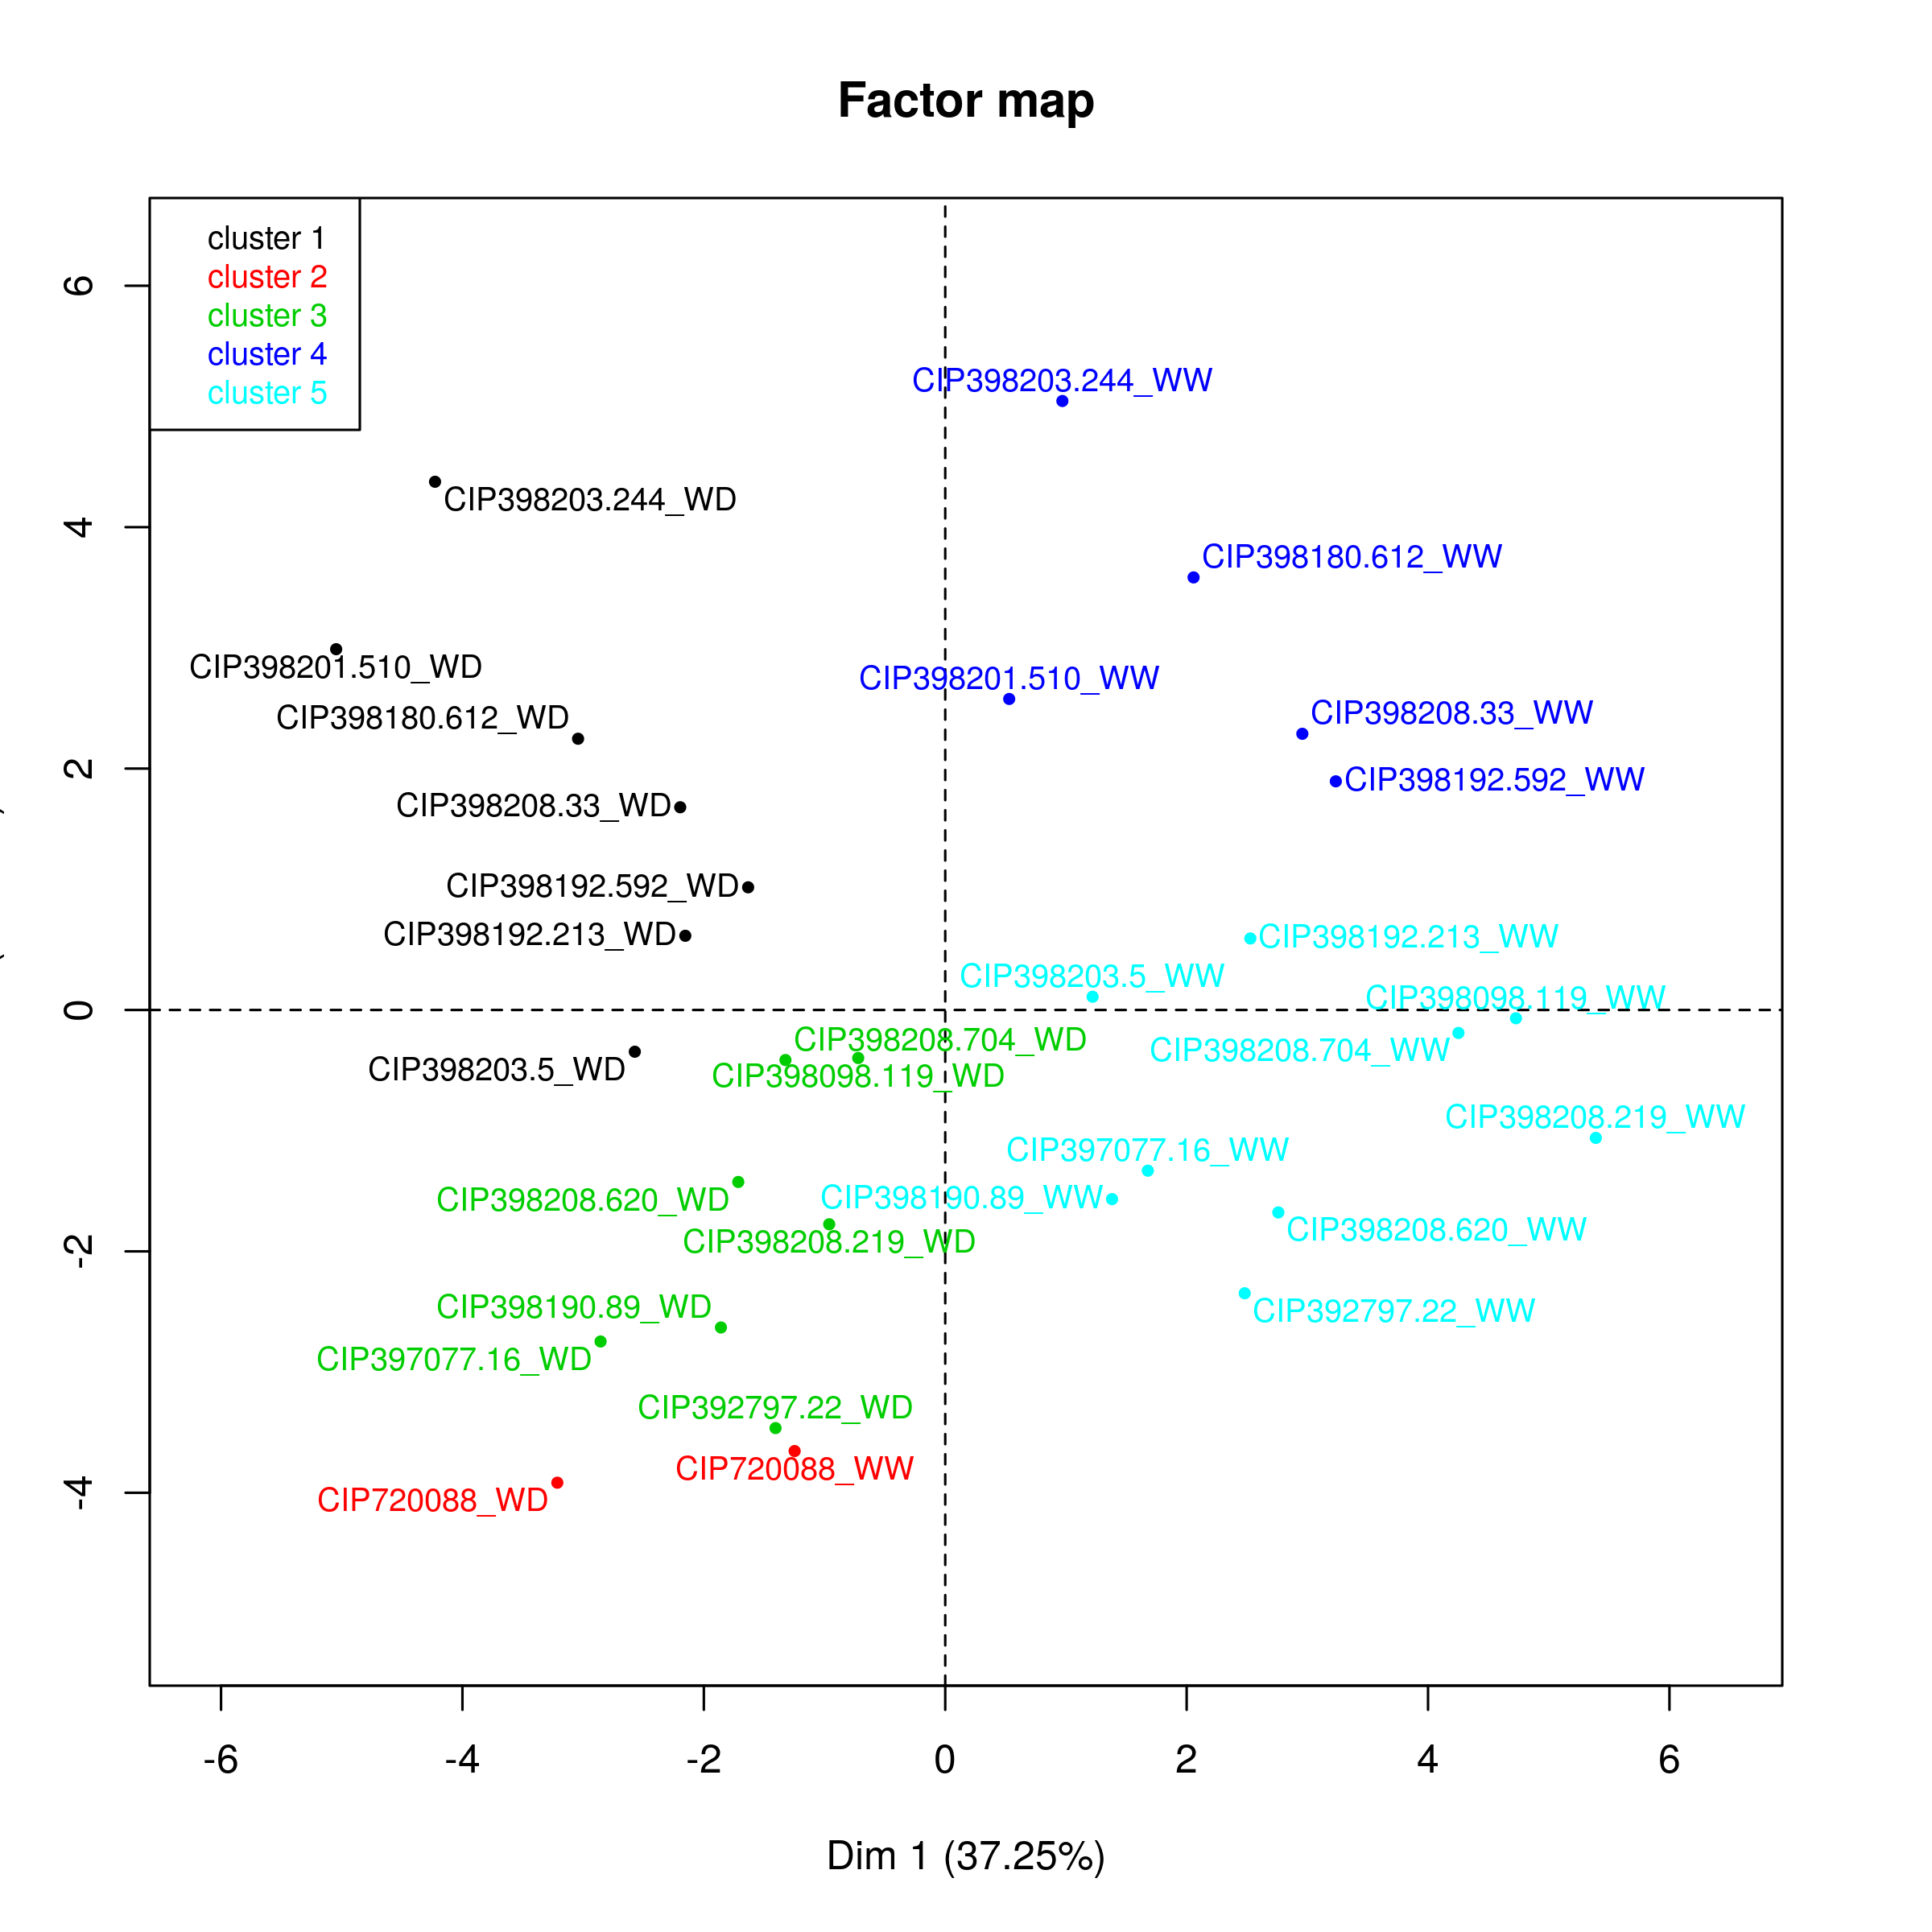 Factor map
cluster 1
cluster 2
cluster 3
cluster 4
cluster 5
6
4
2
0
-2
-4
CIP398203.244_WW
CIP398203.244_WD
CIP398180.612_WW
CIP398201.510_WD
CIP398201.510_WW
CIP398180.612_WD
CIP398208.33_WW
CIP398192.592_WW
CIP398208.33_WD
CIP398192.592_WD
CIP398192.213_WD
CIP398192.213_WW
CIP398203.5_WW
CIP398098.119_WW
CIP398208.704_WD
CIP398208.704_WW
CIP398203.5_WD
CIP398098.119_WD
CIP398208.219_WW
CIP397077.16_WW
CIP398208.620_WD
CIP398190.89_WW
CIP398208.620_WW
CIP398208.219_WD
CIP398190.89_WD
CIP392797.22_WW
CIP397077.16_WD
CIP392797.22_WD
CIP720088_WW
CIP720088_WD
-6 -4 -2 0 2 4 6
Dim 1 (37.25%)